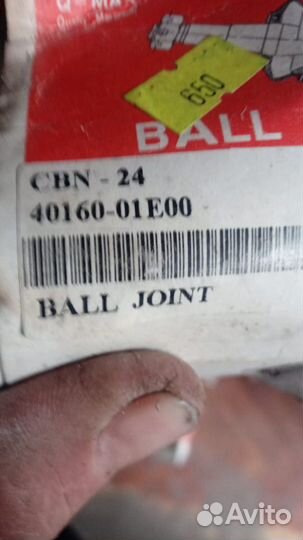 650
BALL
CBN - 24
40160-01E00
BALL JOINT
Avito